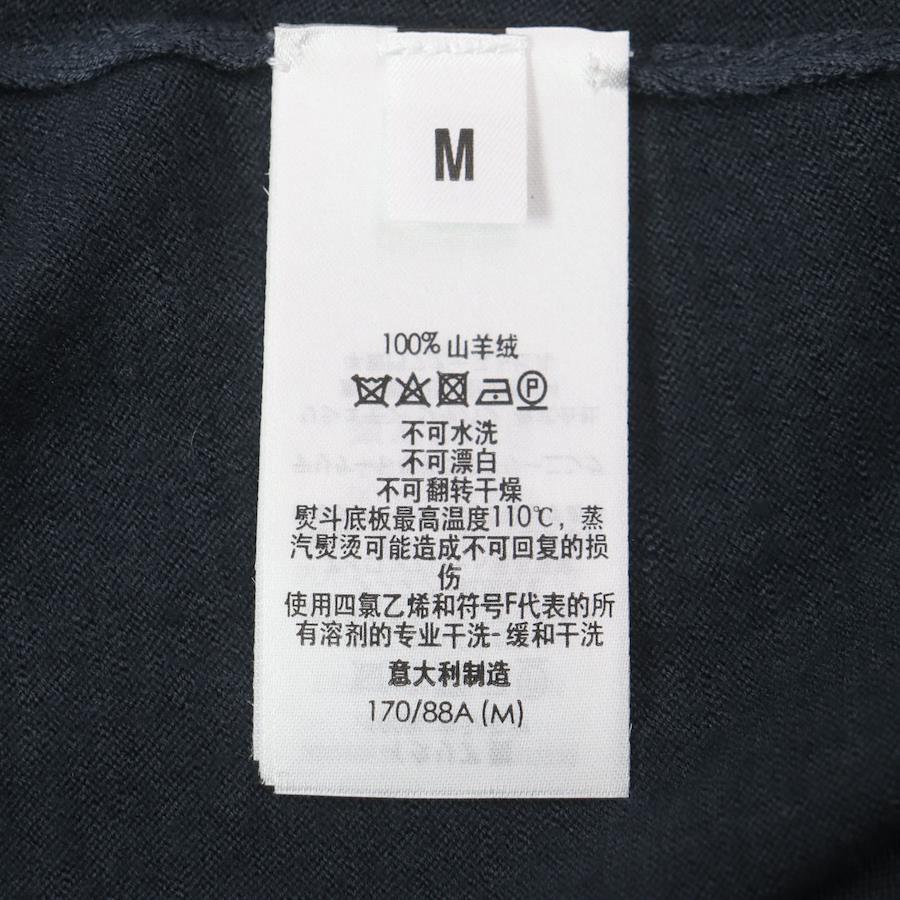 M
100% 山羊绒
P
不可水洗
不可漂白
不可翻转干燥
熨斗底板最高温度110℃, 蒸
汽熨烫可能造成不可回复的损
伤
使用四氯乙烯和符号F代表的所
有溶剂的专业干洗-缓和干洗
意大利制造
170/88A (M)